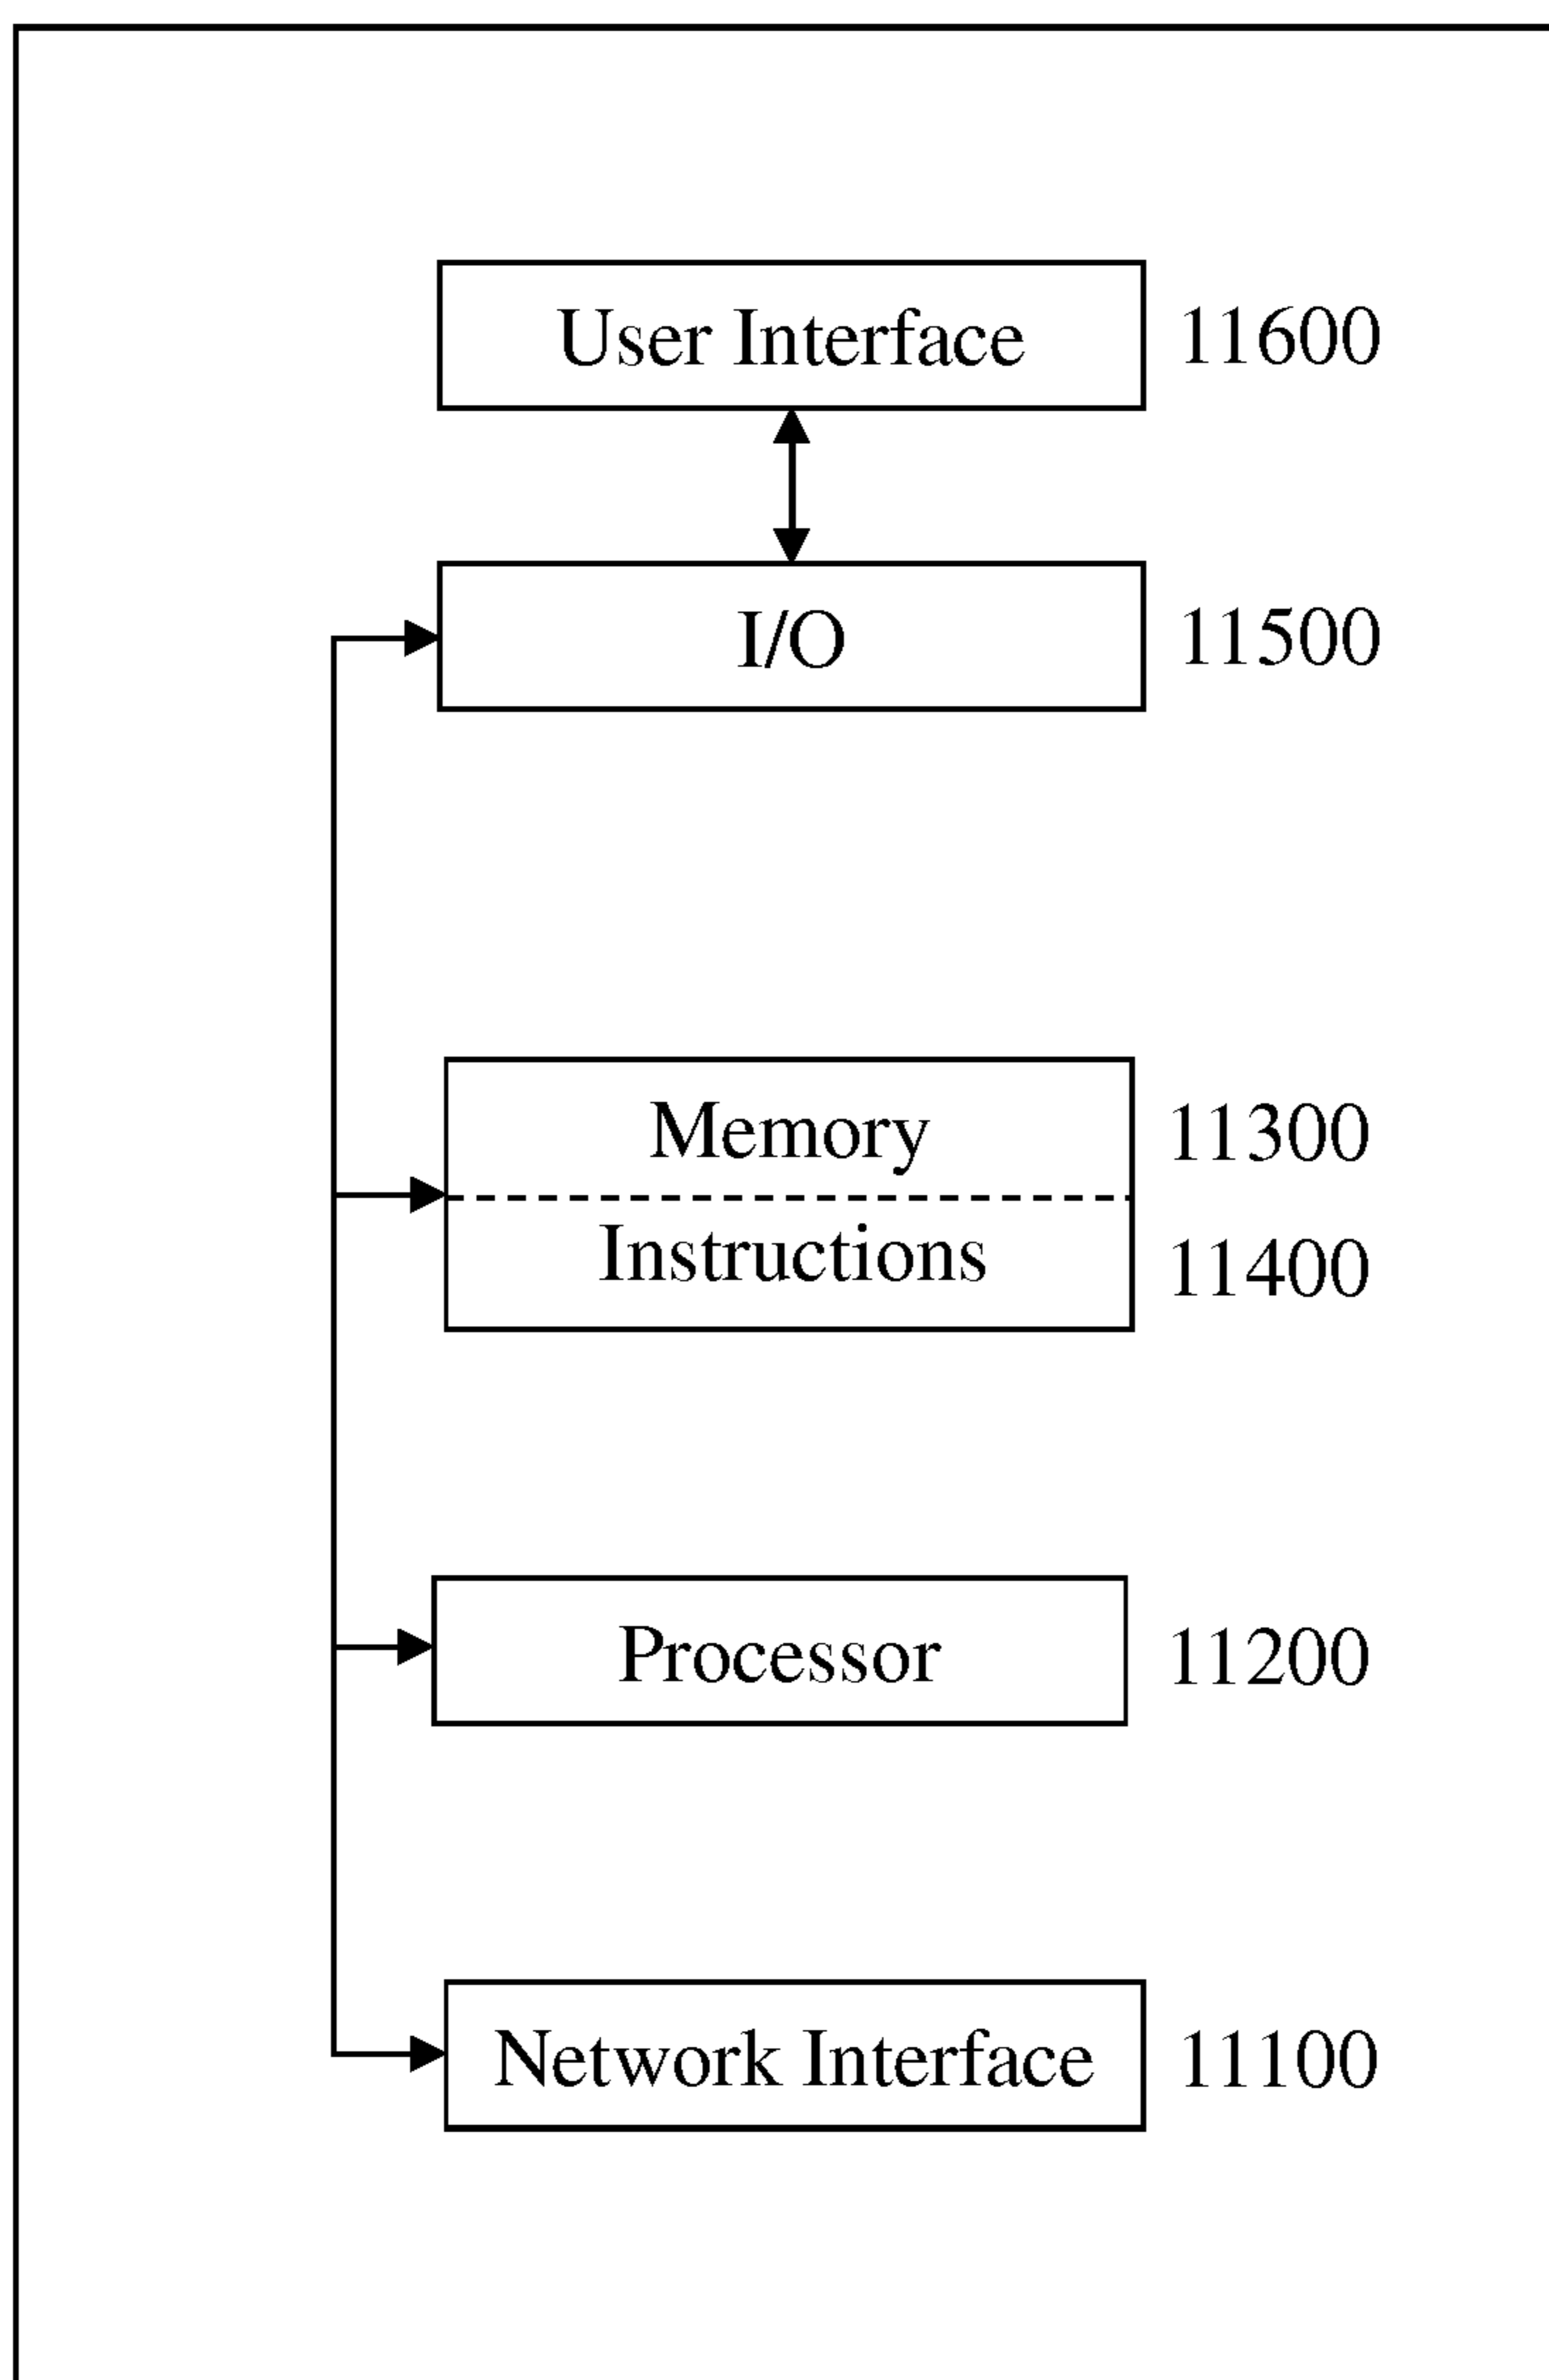 User Interface 11600
I/O 11500
Memory 11300
Instructions 11400
Processor 11200
Network Interface 11100